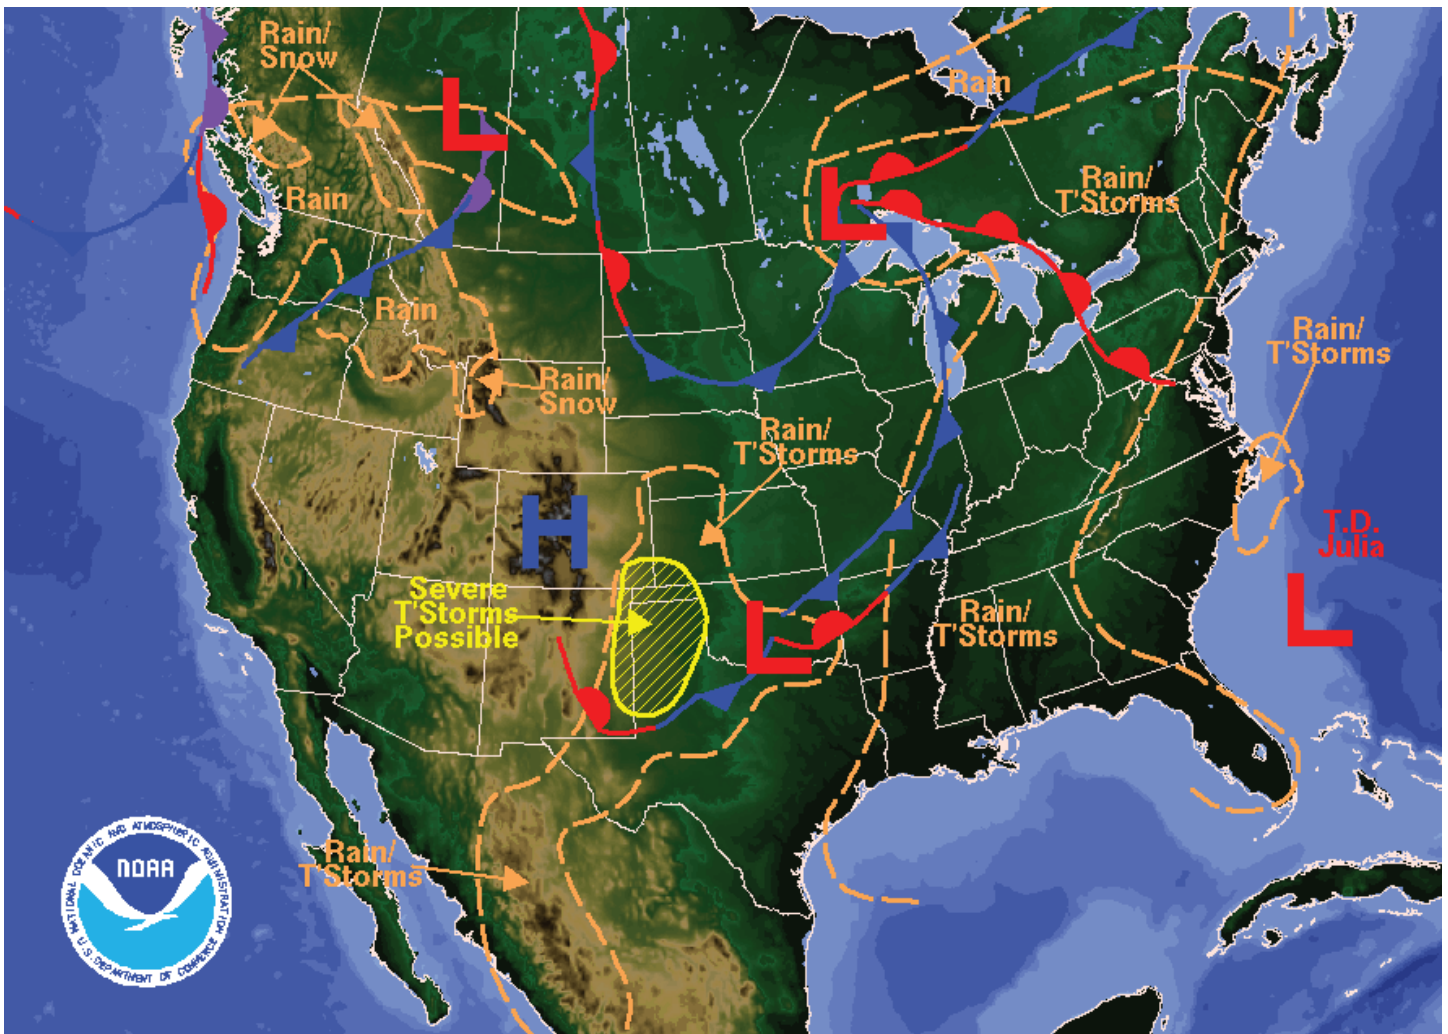 Rain/
Snow
Rain
Rain/
T'Storms
L
L
Rain
Rain
Rain/
T'Storms
Rain/
Snow
Rain/
T'Storms
H
T.D.
Julia
Severe
T'Storms
Possible
L
L
Rain/
T'Storms
Rain/
T'Storms
NATIONAL OCEANIC AND ATMOSPHERIC ADMINISTRATION
NOAA
U.S. DEPARTMENT OF COMMERCE